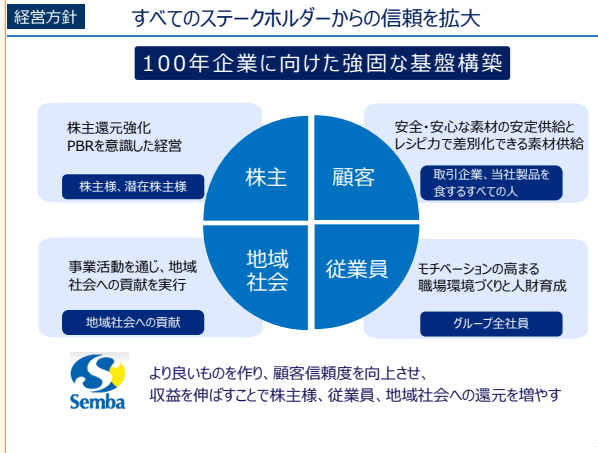 経営方針
すべてのステークホルダーからの信頼を拡大
100年企業に向けた強固な基盤構築
株主還元強化
PBRを意識した経営
株主様、潜在株主様
株主
顧客
安全・安心な素材の安定供給と
レシピ力で差別化できる素材供給
取引企業、当社製品を
食するすべての人
事業活動を通じ、地域
社会への貢献を実行
地域社会への貢献
地域
社会
従業員
モチベーションの高まる
職場環境づくりと人財育成
グループ全社員
Semba
より良いものを作り、顧客信頼度を向上させ、
収益を伸ばすことで株主様、従業員、地域社会への還元を増やす